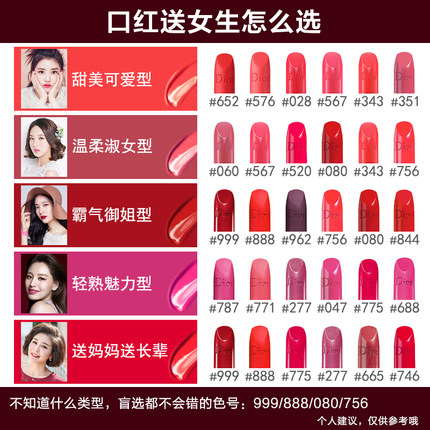 口红送女生怎么选
甜美可爱型
#652 #576 #028 #567 #343 #351
温柔淑女型
#060 #567 #520 #080 #343 #756
霸气御姐型
#999 #888 #962 #756 #080 #844
轻熟魅力型
#787 #771 #277 #047 #775 #688
送妈妈送长辈
#999 #888 #775 #277 #665 #746
不知道什么类型，盲选都不会错的色号：999/888/080/756
个人建议，仅供参考哦